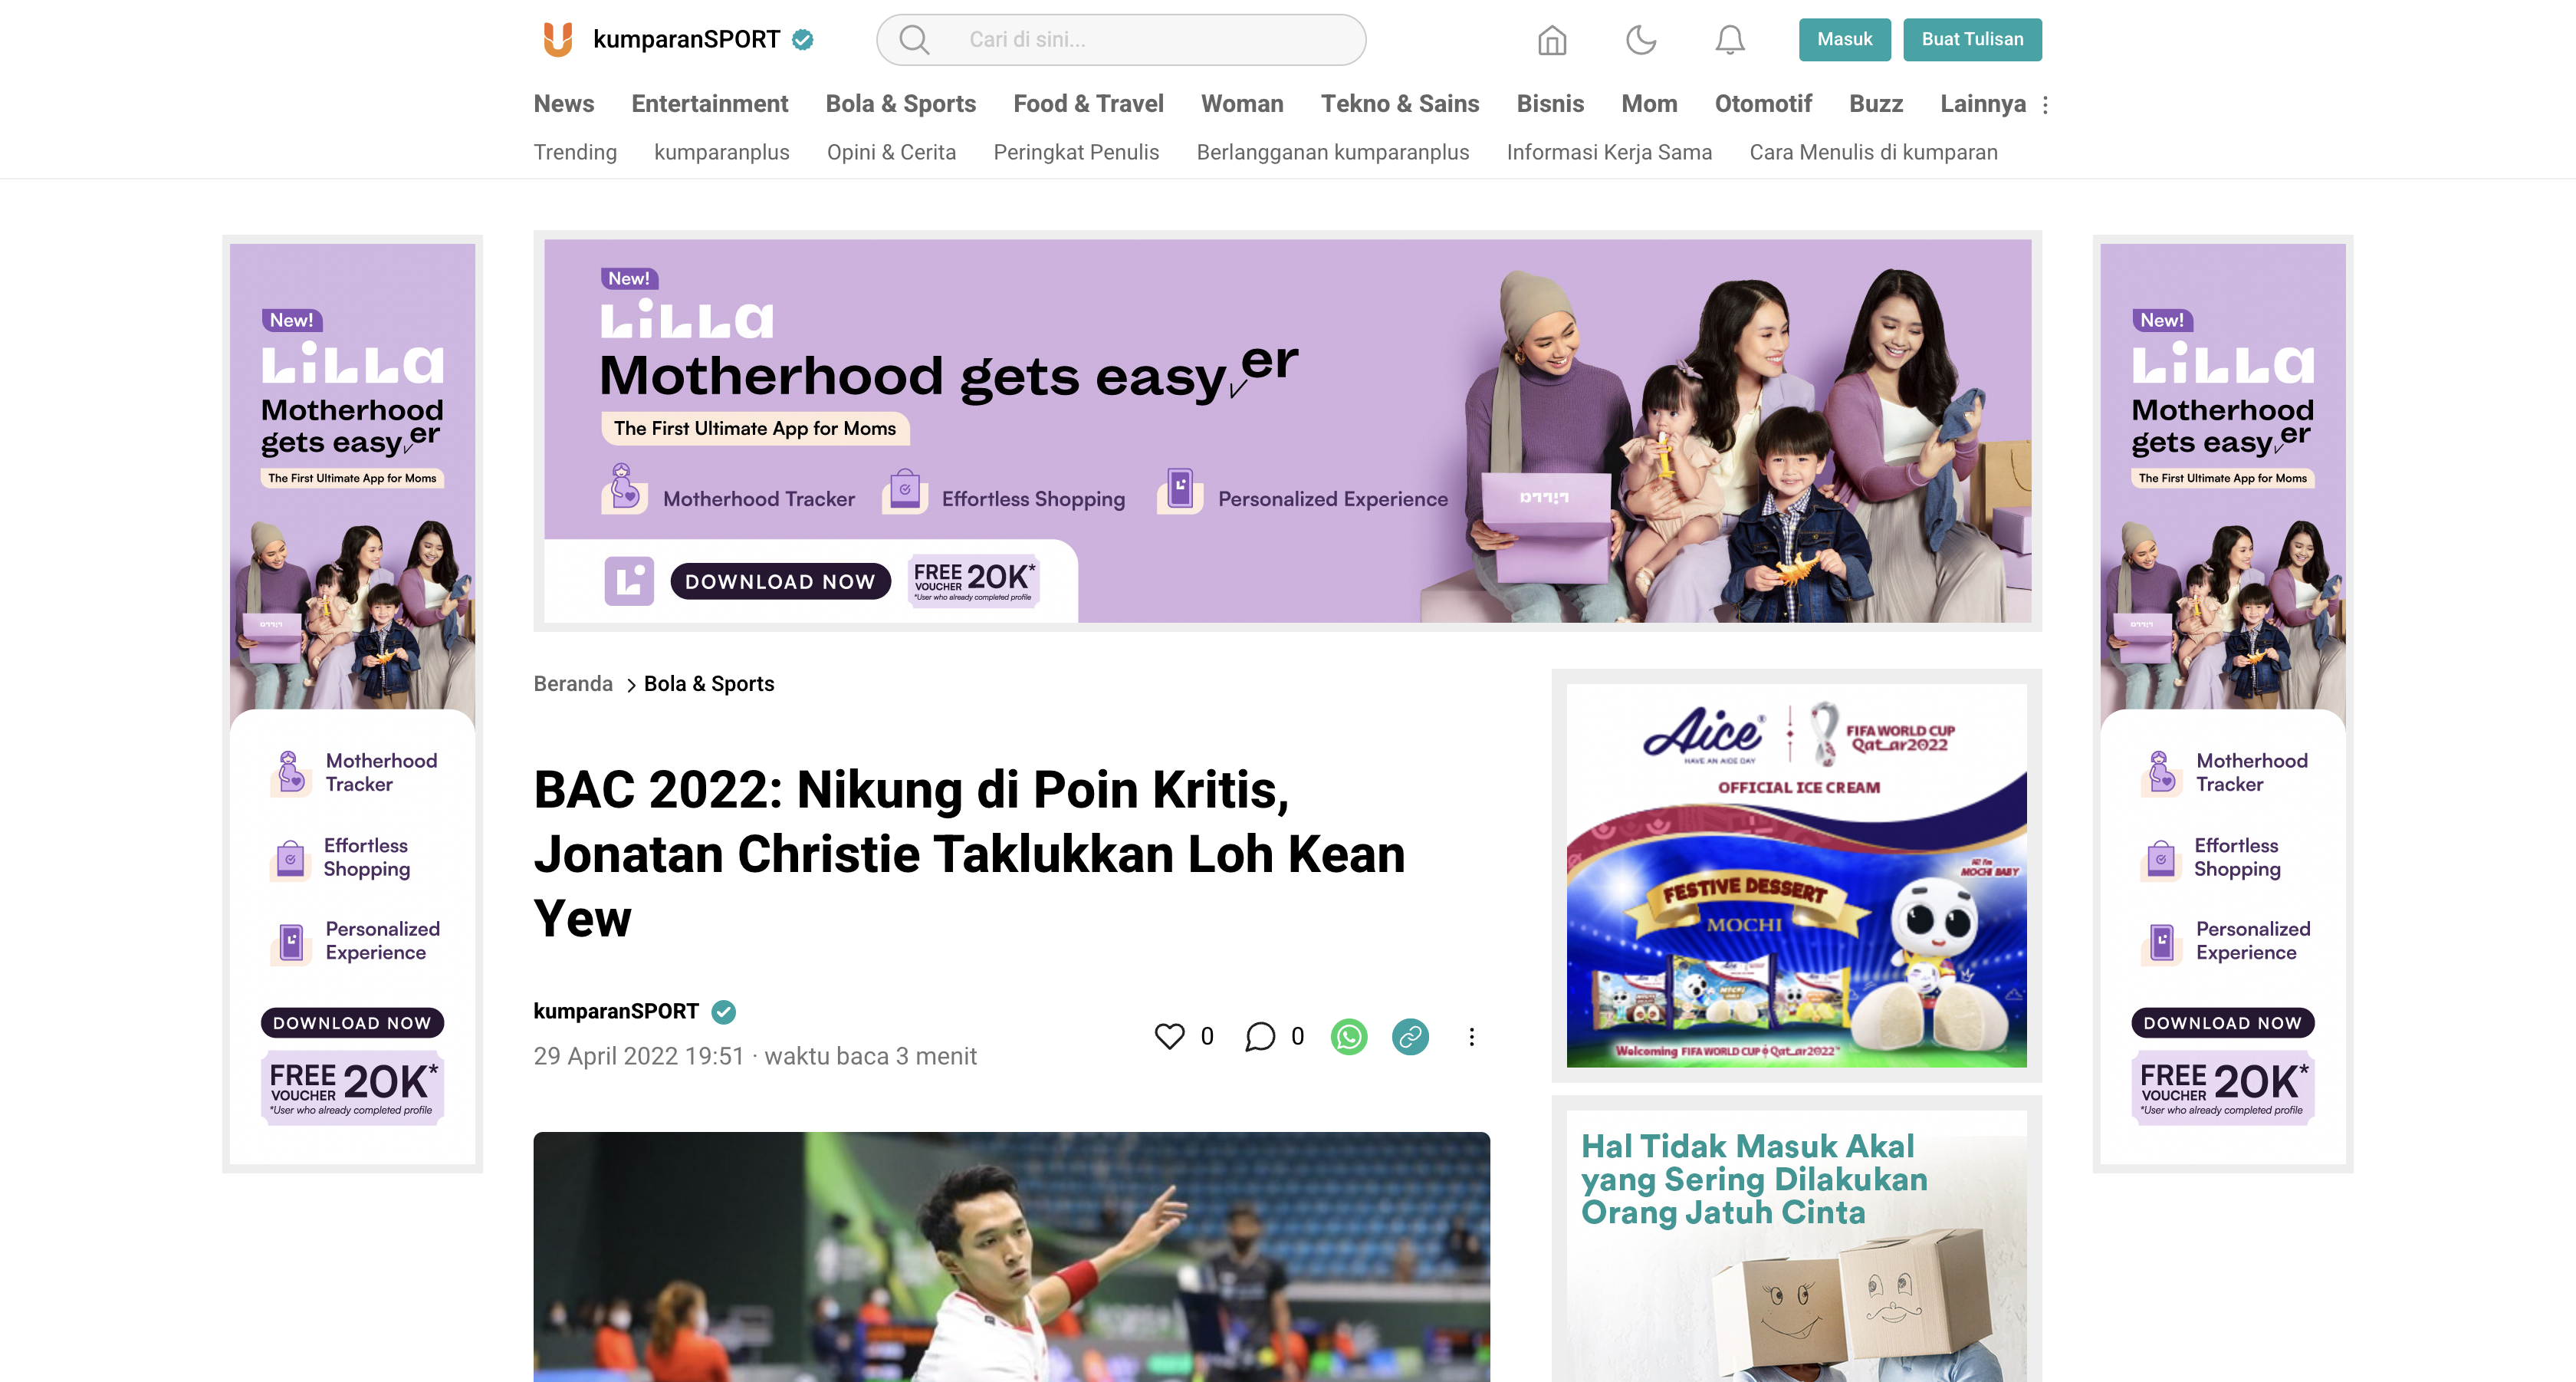 kumparanSPORT
Cari di sini...
Masuk
Buat Tulisan
News Entertainment Bola & Sports Food & Travel Woman Tekno & Sains Bisnis Mom Otomotif Buzz Lainnya
Trending kumparanplus Opini & Cerita Peringkat Penulis Berlangganan kumparanplus Informasi Kerja Sama Cara Menulis di kumparan
New!
LiLLa
Motherhood
gets easy er
The First Ultimate App for Moms
Motherhood
Tracker
Effortless
Shopping
Personalized
Experience
DOWNLOAD NOW
FREE 20K*
VOUCHER
*User who already completed profile
New!
LiLLa
Motherhood gets easy er
The First Ultimate App for Moms
Motherhood Tracker Effortless Shopping Personalized Experience
DOWNLOAD NOW
FREE 20K*
VOUCHER
*User who already completed profile
Beranda > Bola & Sports
BAC 2022: Nikung di Poin Kritis,
Jonatan Christie Taklukkan Loh Kean
Yew
kumparanSPORT
29 April 2022 19:51 · waktu baca 3 menit
0 0
Aice
HAVE AN AICE DAY
FIFA WORLD CUP
Qatar2022
OFFICIAL ICE CREAM
HI! I'm
MOCHI BABY
FESTIVE DESSERT
MOCHI
Welcoming FIFA WORLD CUP Qatar2022™
Hal Tidak Masuk Akal
yang Sering Dilakukan
Orang Jatuh Cinta
New!
LiLLa
Motherhood
gets easy er
The First Ultimate App for Moms
Motherhood
Tracker
Effortless
Shopping
Personalized
Experience
DOWNLOAD NOW
FREE 20K*
VOUCHER
*User who already completed profile